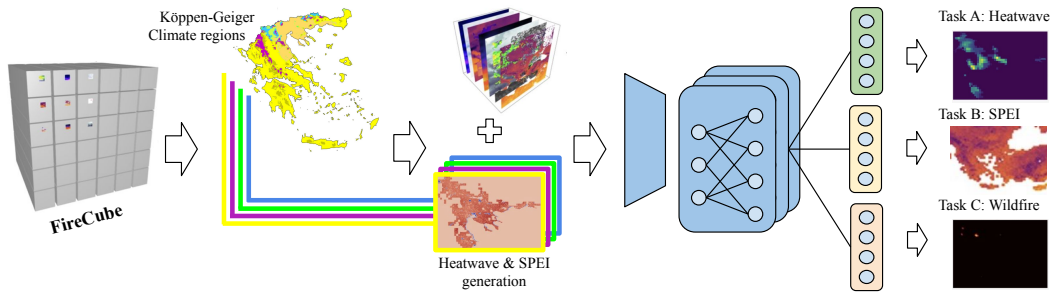 Köppen-Geiger
Climate regions
FireCube
Heatwave & SPEI
generation
Task A: Heatwave
Task B: SPEI
Task C: Wildfire